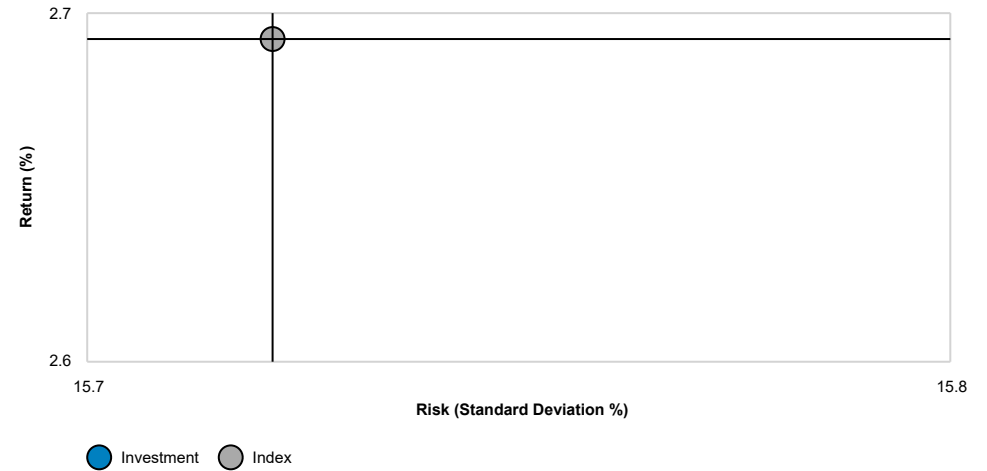 2.7
Return (%)
2.6
15.7
15.8
Risk (Standard Deviation %)
Investment
Index